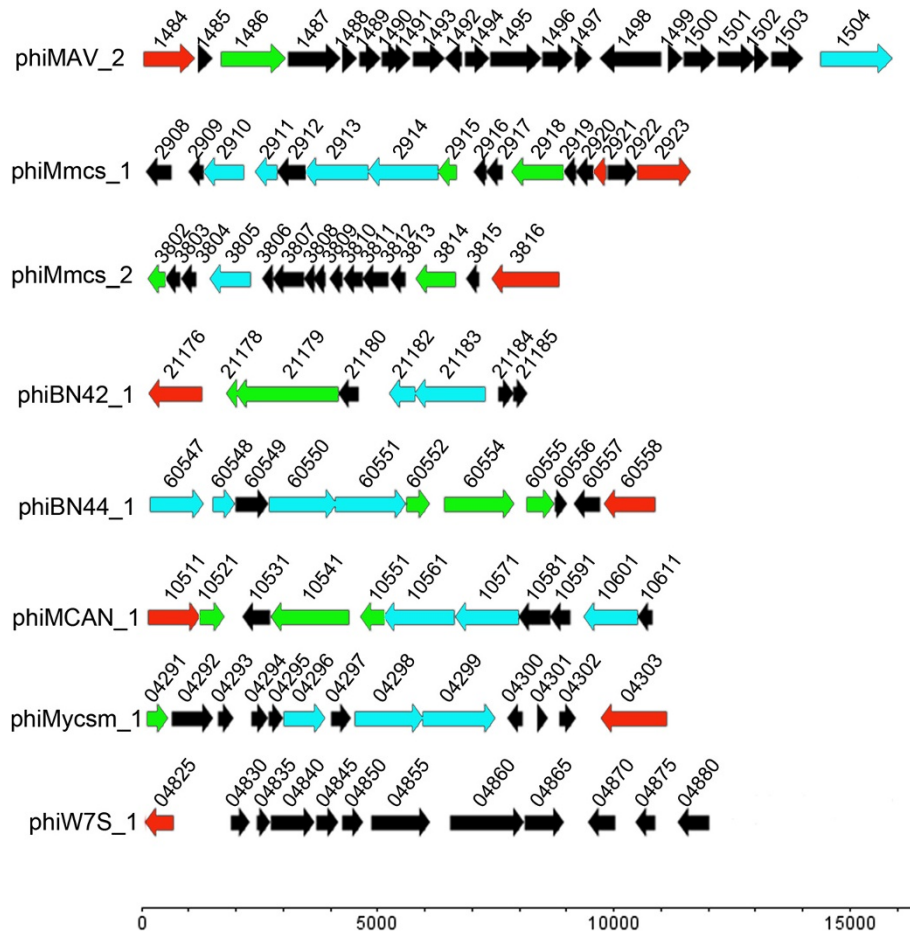 1484 1485 1486 1487 1488 1489 1490 1491 1493 1492 1494 1495 1496 1497 1498 1499 1500 1501 1502 1503 1504
phiMAV_2
2908 2909 2910 2911 2912 2913 2914 2915 2916 2917 2918 2919 2920 2921 2922 2923
phiMmcs_1
3802 3803 3804 3805 3806 3807 3808 3809 3810 3811 3812 3813 3814 3815 3816
phiMmcs_2
21176 21178 21179 21180 21182 21183 21184 21185
phiBN42_1
60547 60548 60549 60550 60551 60552 60554 60555 60556 60557 60558
phiBN44_1
10511 10521 10531 10541 10551 10561 10571 10581 10591 10601 10611
phiMCAN_1
04291 04292 04293 04294 04295 04296 04297 04298 04299 04300 04301 04302 04303
phiMycsm_1
04825 04830 04835 04840 04845 04850 04855 04860 04865 04870 04875 04880
phiW7S_1
0 5000 10000 15000